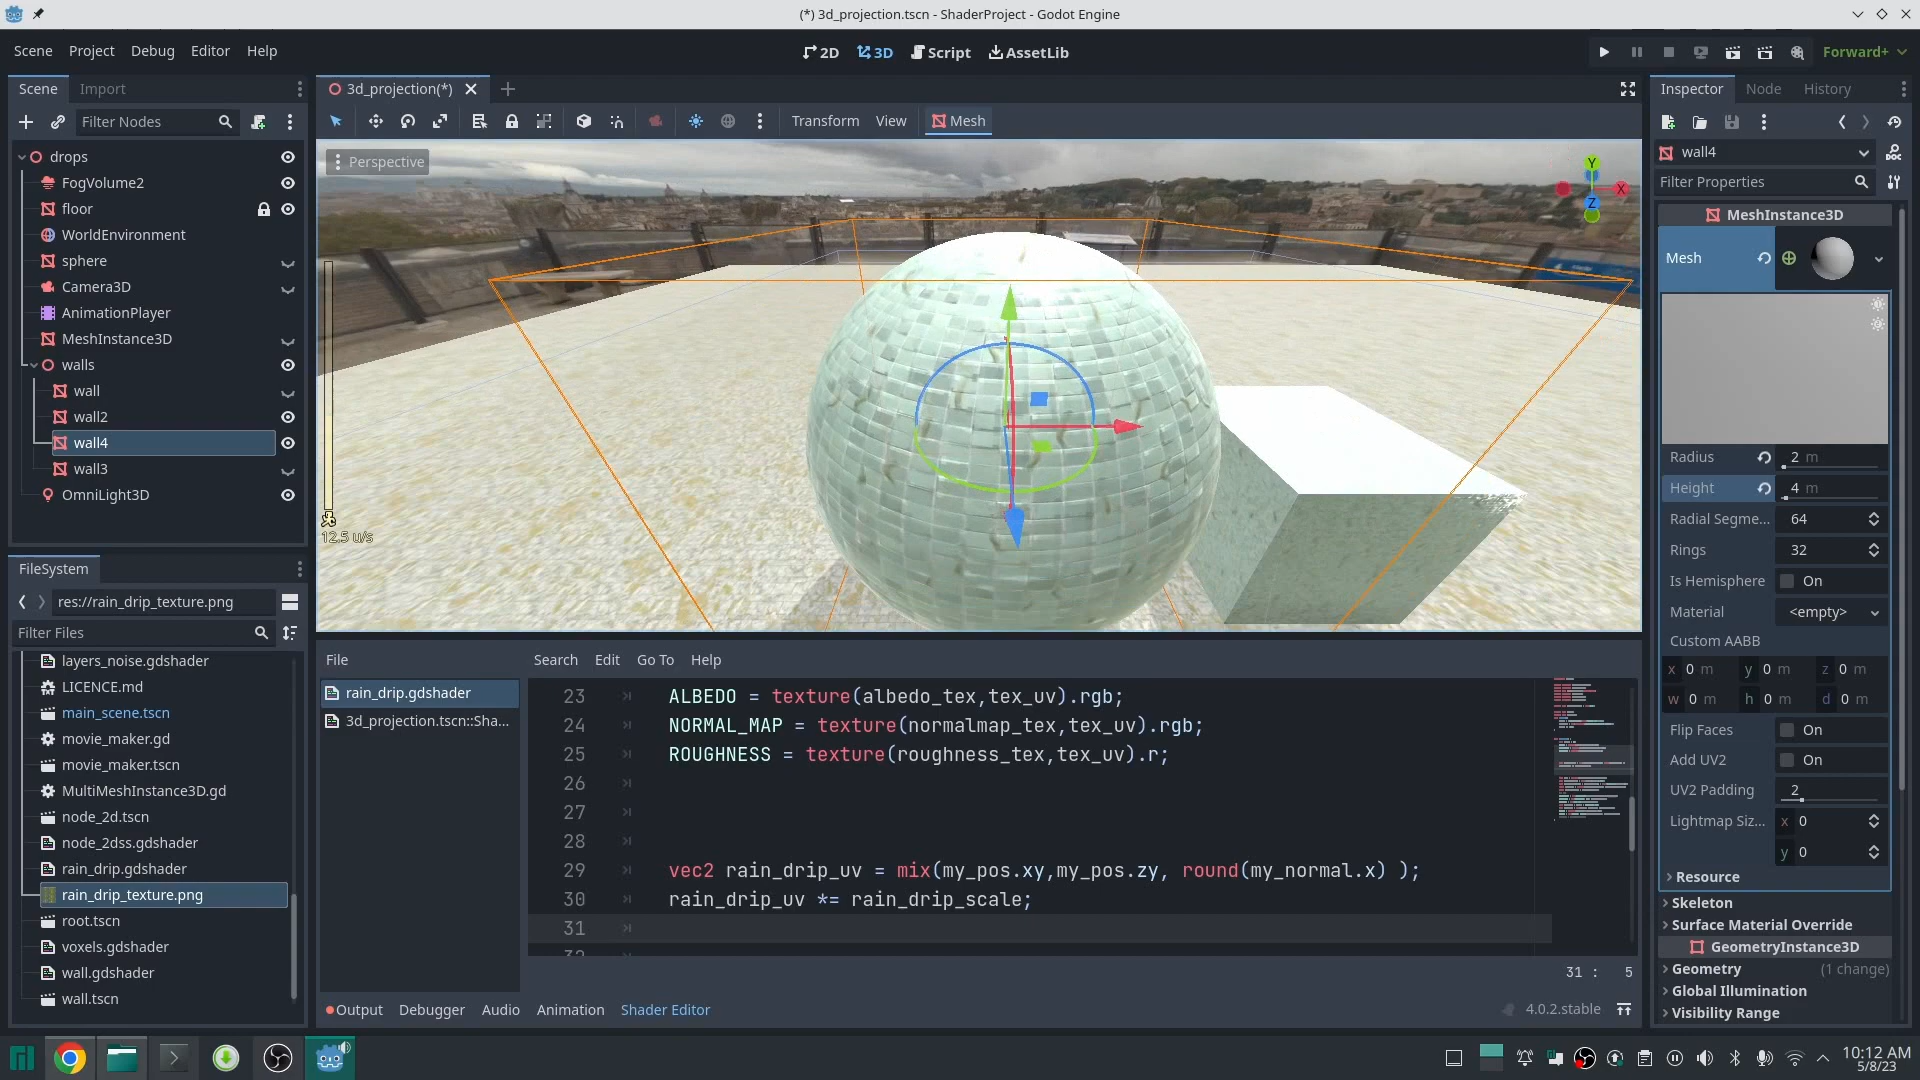 (*) 3d_projection.tscn - ShaderProject - Godot Engine
Scene Project Debug Editor Help
2D 3D Script AssetLib
Forward+
Scene Import
Filter Nodes
drops
FogVolume2
floor
WorldEnvironment
sphere
Camera3D
AnimationPlayer
MeshInstance3D
walls
wall
wall2
wall4
wall3
OmniLight3D
FileSystem
res://rain_drip_texture.png
Filter Files
layers_noise.gdshader
LICENCE.md
main_scene.tscn
movie_maker.gd
movie_maker.tscn
MultiMeshInstance3D.gd
node_2d.tscn
node_2dss.gdshader
rain_drip.gdshader
rain_drip_texture.png
root.tscn
voxels.gdshader
wall.gdshader
wall.tscn
3d_projection(*)
Transform View Mesh
Perspective
Y
X
Z
12.5 u/s
File Search Edit Go To Help
rain_drip.gdshader
3d_projection.tscn::Sha...
23 ALBEDO = texture(albedo_tex,tex_uv).rgb;
24 NORMAL_MAP = texture(normalmap_tex,tex_uv).rgb;
25 ROUGHNESS = texture(roughness_tex,tex_uv).r;
26
27
28
29 vec2 rain_drip_uv = mix(my_pos.xy,my_pos.zy, round(my_normal.x) );
30 rain_drip_uv *= rain_drip_scale;
31
31 : 5
Output Debugger Audio Animation Shader Editor
4.0.2.stable
Inspector Node History
wall4
DOC
Filter Properties
MeshInstance3D
Mesh
Radius 2 m
Height 4 m
Radial Segme... 64
Rings 32
Is Hemisphere On
Material <empty>
Custom AABB
x 0 m y 0 m z 0 m
w 0 m h 0 m d 0 m
Flip Faces On
Add UV2 On
UV2 Padding 2
Lightmap Siz... x 0
y 0
Resource
Skeleton
Surface Material Override
GeometryInstance3D
Geometry (1 change)
Global Illumination
Visibility Range
10:12 AM
5/8/23